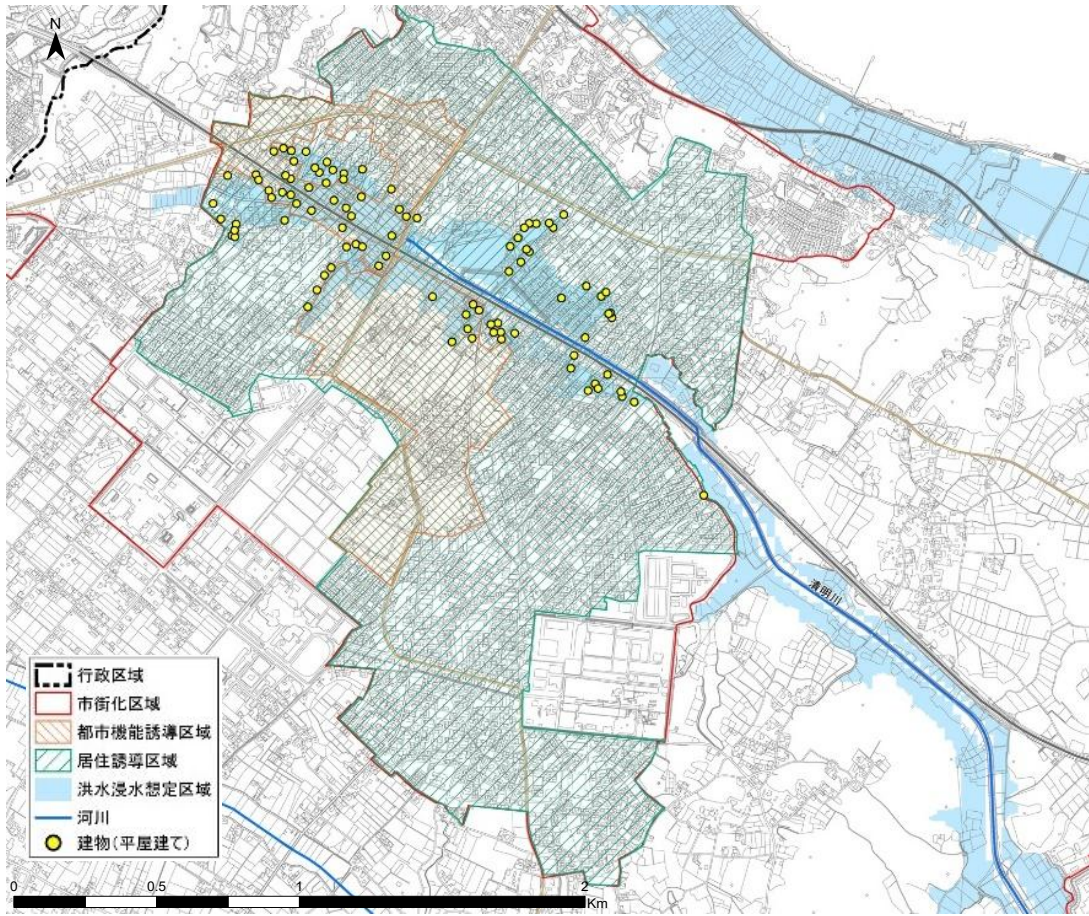 N
清明川
行政区域
市街化区域
都市機能誘導区域
居住誘導区域
洪水浸水想定区域
河川
建物(平屋建て)
0 0.5 1 2
Km